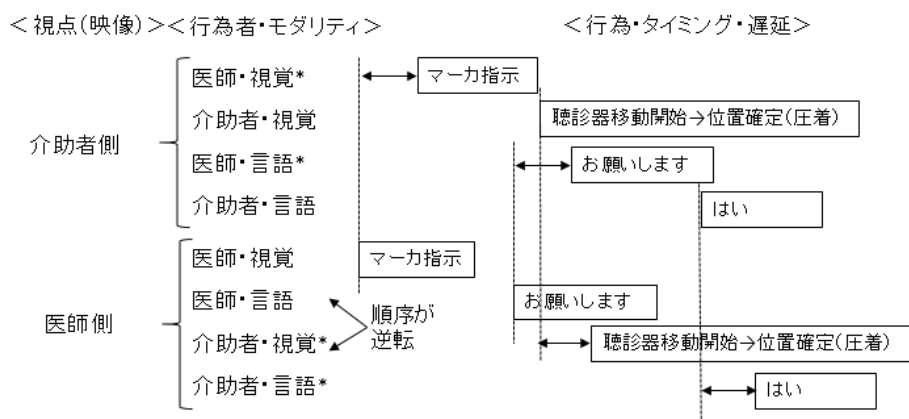 ＜視点(映像)＞＜行為者・モダリティ＞
＜行為・タイミング・遅延＞
介助者側
医師・視覚*
マーカ指示
介助者・視覚
聴診器移動開始→位置確定(圧着)
医師・言語*
お願いします
介助者・言語
はい
医師側
医師・視覚
マーカ指示
医師・言語
お願いします
順序が
逆転
介助者・視覚*
聴診器移動開始→位置確定(圧着)
介助者・言語*
はい